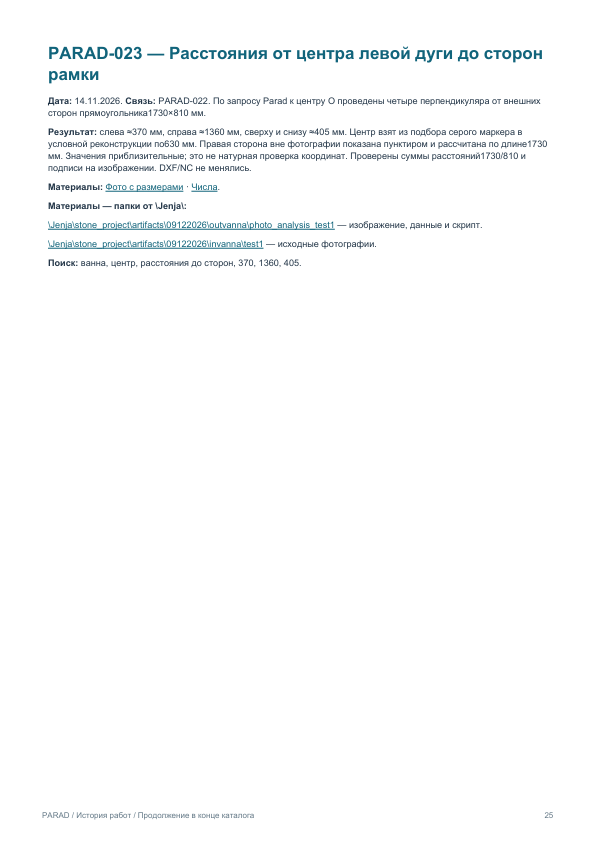 PARAD-023 — Расстояния от центра левой дуги до сторон
рамки
Дата: 14.11.2026. Связь: PARAD-022. По запросу Parad к центру O проведены четыре перпендикуляра от внешних
сторон прямоугольника1730×810 мм.
Результат: слева ≈370 мм, справа ≈1360 мм, сверху и снизу ≈405 мм. Центр взят из подбора серого маркера в
условной реконструкции по630 мм. Правая сторона вне фотографии показана пунктиром и рассчитана по длине1730
мм. Значения приблизительные; это не натурная проверка координат. Проверены суммы расстояний1730/810 и
подписи на изображении. DXF/NC не менялись.
Материалы: Фото с размерами · Числа.
Материалы — папки от \Jenja\:
\Jenja\stone_project\artifacts\09122026\outvanna\photo_analysis_test1 — изображение, данные и скрипт.
\Jenja\stone_project\artifacts\09122026\invanna\test1 — исходные фотографии.
Поиск: ванна, центр, расстояния до сторон, 370, 1360, 405.
PARAD / История работ / Продолжение в конце каталога
25